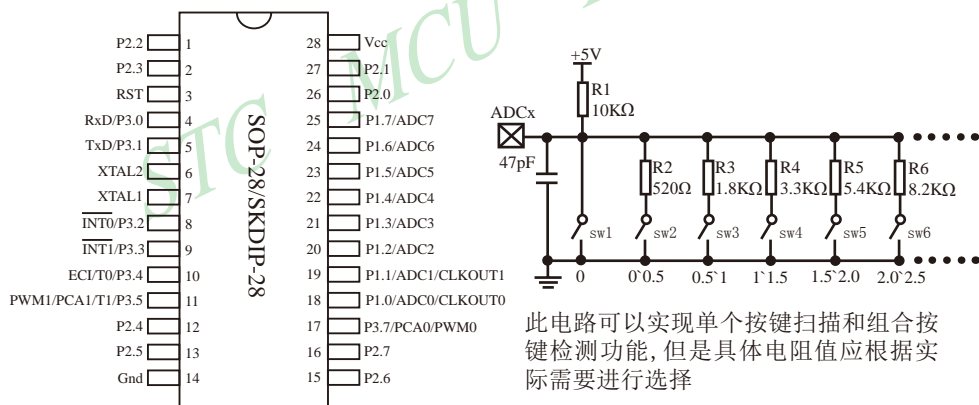 STC MCU
P2.2 1
P2.3 2
RST 3
RxD/P3.0 4
TxD/P3.1 5
XTAL2 6
XTAL1 7
INT0/P3.2 8
INT1/P3.3 9
ECI/T0/P3.4 10
PWM1/PCA1/T1/P3.5 11
P2.4 12
P2.5 13
Gnd 14
SOP-28/SKDIP-28
28 Vcc
27 P2.1
26 P2.0
25 P1.7/ADC7
24 P1.6/ADC6
23 P1.5/ADC5
22 P1.4/ADC4
21 P1.3/ADC3
20 P1.2/ADC2
19 P1.1/ADC1/CLKOUT1
18 P1.0/ADC0/CLKOUT0
17 P3.7/PCA0/PWM0
16 P2.7
15 P2.6
+5V
R1
10KΩ
ADCx
47pF
R2 R3 R4 R5 R6
520Ω 1.8KΩ 3.3KΩ 5.4KΩ 8.2KΩ
sw1 sw2 sw3 sw4 sw5 sw6
0 0`0.5 0.5`1 1`1.5 1.5`2.0 2.0`2.5
此电路可以实现单个按键扫描和组合按
键检测功能,但是具体电阻值应根据实
际需要进行选择